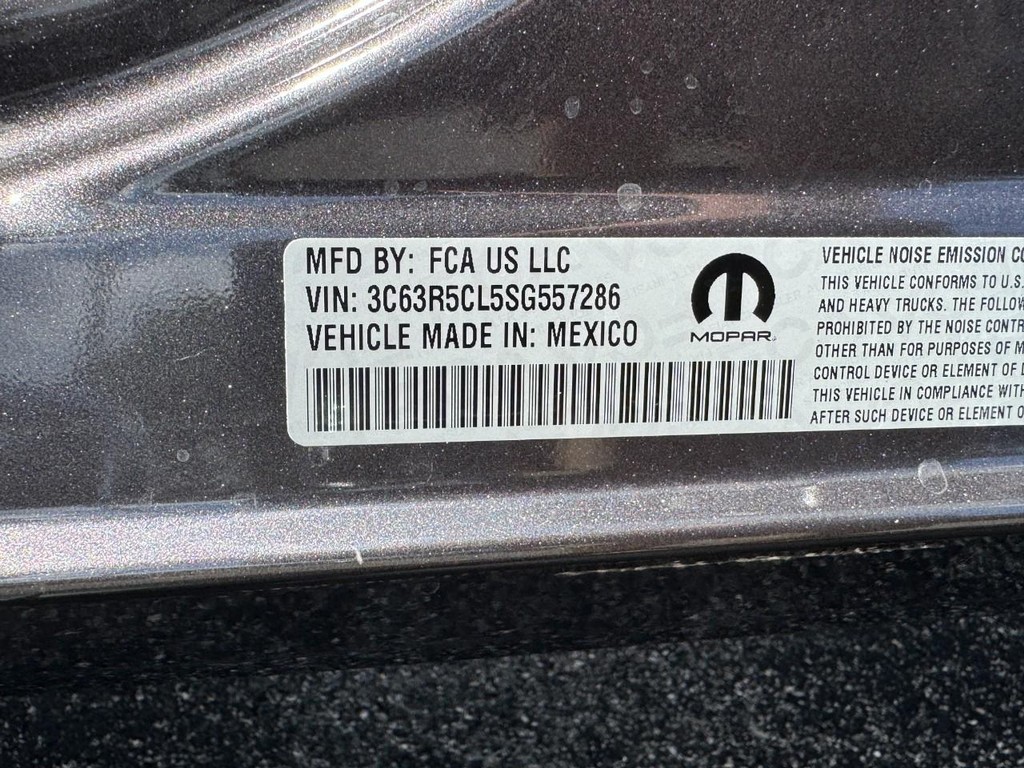 MFD BY: FCA US LLC
VIN: 3C63R5CL5SG557286
VEHICLE MADE IN: MEXICO
MOPAR
VEHICLE NOISE EMISSION
THIS VEHICLE CONFORMS TO U.S.
AND HEAVY TRUCKS. THE
PROHIBITED BY THE NOISE
OTHER THAN FOR PURPOSES OF
CONTROL DEVICE OR ELEMENT OF
THIS VEHICLE IN COMPLIANCE
AFTER SUCH DEVICE OR ELEMENT